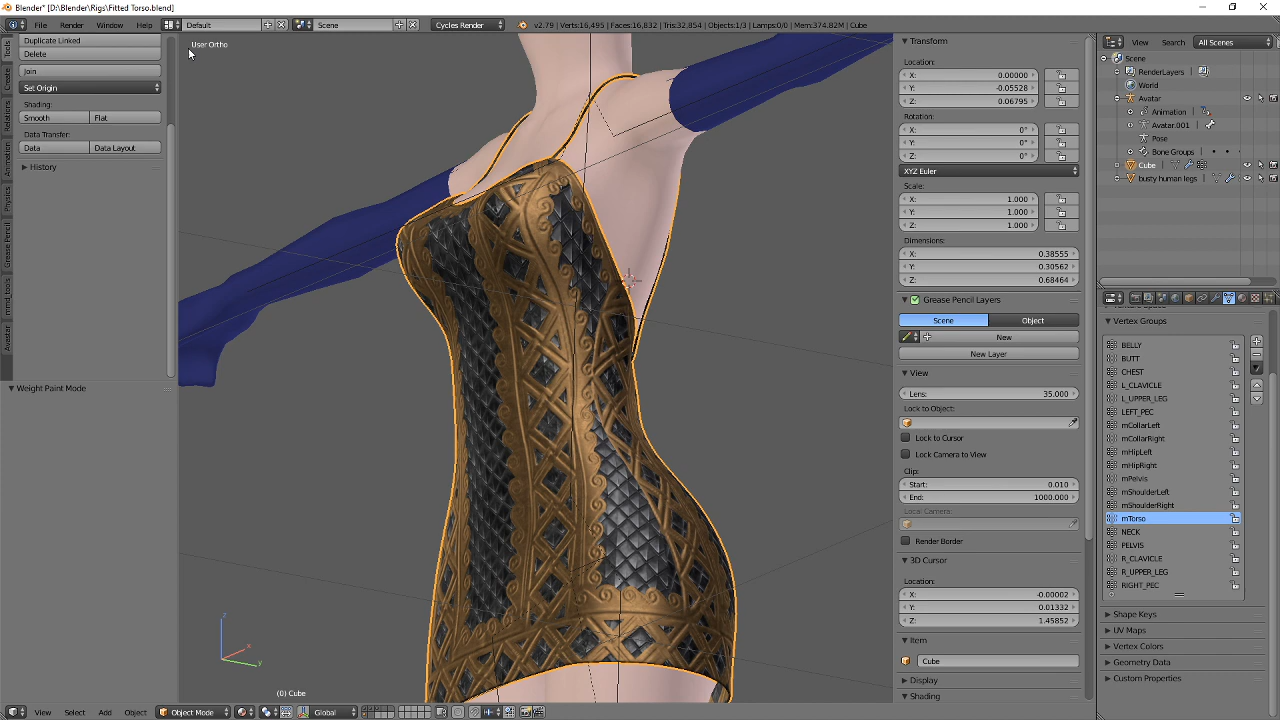 Blender* [D:\Blender\Rigs\Fitted Torso.blend]
File Render Window Help Default Scene Cycles Render v2.79 | Verts:16,495 | Faces:16,832 | Tris:32,854 | Objects:1/3 | Lamps:0/0 | Mem:374.82M | Cube
Tools
Create
Relations
Animation
Physics
Grease Pencil
mmd_tools
Avastar
Duplicate Linked
Delete
Join
Set Origin
Shading:
Smooth Flat
Data Transfer:
Data Data Layout
History
Weight Paint Mode
User Ortho
z
x
y
(0) Cube
Transform
Location:
X: 0.00000
Y: -0.05528
Z: 0.06795
Rotation:
X: 0°
Y: 0°
Z: 0°
XYZ Euler
Scale:
X: 1.000
Y: 1.000
Z: 1.000
Dimensions:
X: 0.38555
Y: 0.30562
Z: 0.68464
Grease Pencil Layers
Scene Object
New
New Layer
View
Lens: 35.000
Lock to Object:
Lock to Cursor
Lock Camera to View
Clip:
Start: 0.010
End: 1000.000
Local Camera:
Render Border
3D Cursor
Location:
X: -0.00002
Y: 0.01332
Z: 1.45852
Item
Cube
Display
Shading
View Search All Scenes
Scene
RenderLayers
World
Avatar
Animation
Avatar.001
Pose
Bone Groups
Cube
busty human legs
Vertex Groups
BELLY
BUTT
CHEST
L_CLAVICLE
L_UPPER_LEG
LEFT_PEC
mCollarLeft
mCollarRight
mHipLeft
mHipRight
mPelvis
mShoulderLeft
mShoulderRight
mTorso
NECK
PELVIS
R_CLAVICLE
R_UPPER_LEG
RIGHT_PEC
Shape Keys
UV Maps
Vertex Colors
Geometry Data
Custom Properties
View Select Add Object Object Mode Global